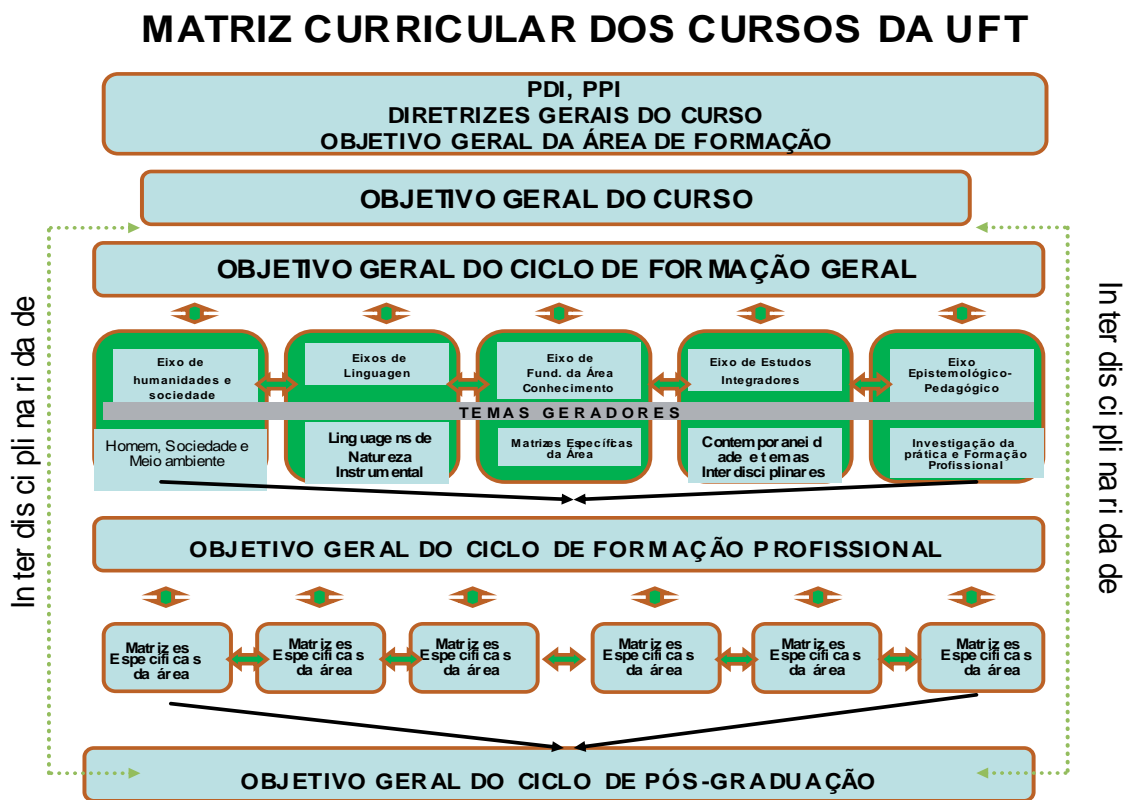 MATRIZ CURRICULAR DOS CURSOS DA UFT
PDI, PPI
DIRETRIZES GERAIS DO CURSO
OBJETIVO GERAL DA ÁREA DE FORMAÇÃO
OBJETIVO GERAL DO CURSO
OBJETIVO GERAL DO CICLO DE FORMAÇÃO GERAL
Eixo de
humanidades e
sociedade
Eixos de
Linguagen
Eixo de
Fund. da Área
Conhecimento
Eixo de Estudos
Integradores
Eixo
Epistemológico-
Pedagógico
TEMAS GERADORES
Homem, Sociedade e
Meio ambiente
Linguagens de
Natureza
Instrumental
Matrizes Específicas
da Área
Contemporaneid
ade e temas
Interdisciplinares
Investigação da
prática e Formação
Profissional
OBJETIVO GERAL DO CICLO DE FORMAÇÃO PROFISSIONAL
Matrizes
Específicas
da área
Matrizes
Específicas
da área
Matrizes
Específicas
da área
Matrizes
Específicas
da área
Matrizes
Específicas
da área
Matrizes
Específicas
da área
OBJETIVO GERAL DO CICLO DE PÓS-GRADUAÇÃO
Interdisciplinaridade
Interdisciplinaridade